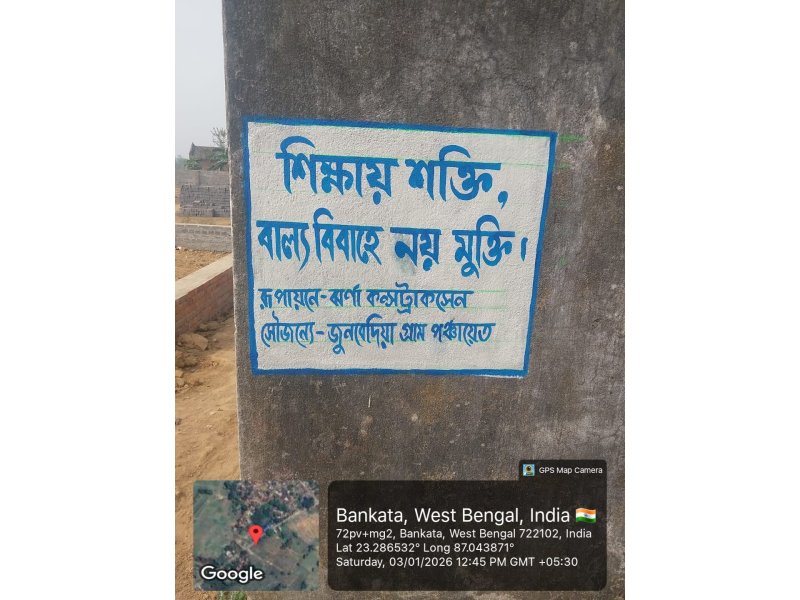 শিক্ষায় শক্তি,
বাল্য বিবাহে নয় মুক্তি।
রূপায়নে-ঝর্ণা কন্সট্রাকসেন
সৌজন্যে-জুনবেদিয়া গ্রাম পঞ্চায়েত
GPS Map Camera
Bankata, West Bengal, India
72pv+mg2, Bankata, West Bengal 722102, India
Lat 23.286532° Long 87.043871°
Saturday, 03/01/2026 12:45 PM GMT +05:30
Google